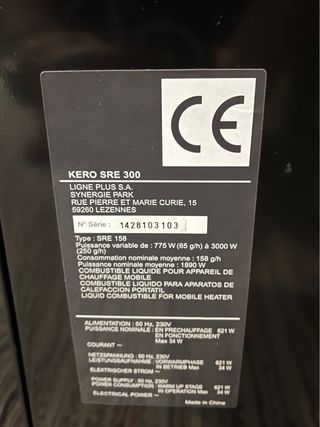 CE
KERO SRE 300
LIGNE PLUS S.A.
SYNERGIE PARK
RUE PIERRE ET MARIE CURIE, 15
59260 LEZENNES
N° Série : 1428103103
Type : SRE 158
Puissance variable de : 775 W (65 g/h) à 3000 W
(250 g/h)
Consommation nominale moyenne : 158 g/h
Puissance nominale moyenne : 1890 W
COMBUSTIBLE LIQUIDE POUR APPAREIL DE
CHAUFFAGE MOBILE
COMBUSTIBLE LIQUIDO PARA APARATOS DE
CALEFACCION PORTATIL
LIQUID COMBUSTIBLE FOR MOBILE HEATER
ALIMENTATION : 50 Hz, 230V
PUISSANCE NOMINALE : EN PRECHAUFFAGE 621 W
EN FONCTIONNEMENT
Max 34 W
COURANT ~
NETZSPANNUNG : 50 Hz, 230V
LEISTUNGSAUFNAHME : VORWARMPHASE 621 W
IN BETRIEB Max 34 W
ELEKTRISCHER STROM ~
POWER SUPPLY : 50 Hz, 230V
POWER CONSUMPTION : WARM UP STAGE 621 W
IN OPERATION Max 34 W
ELECTRICAL POWER ~
Made in China